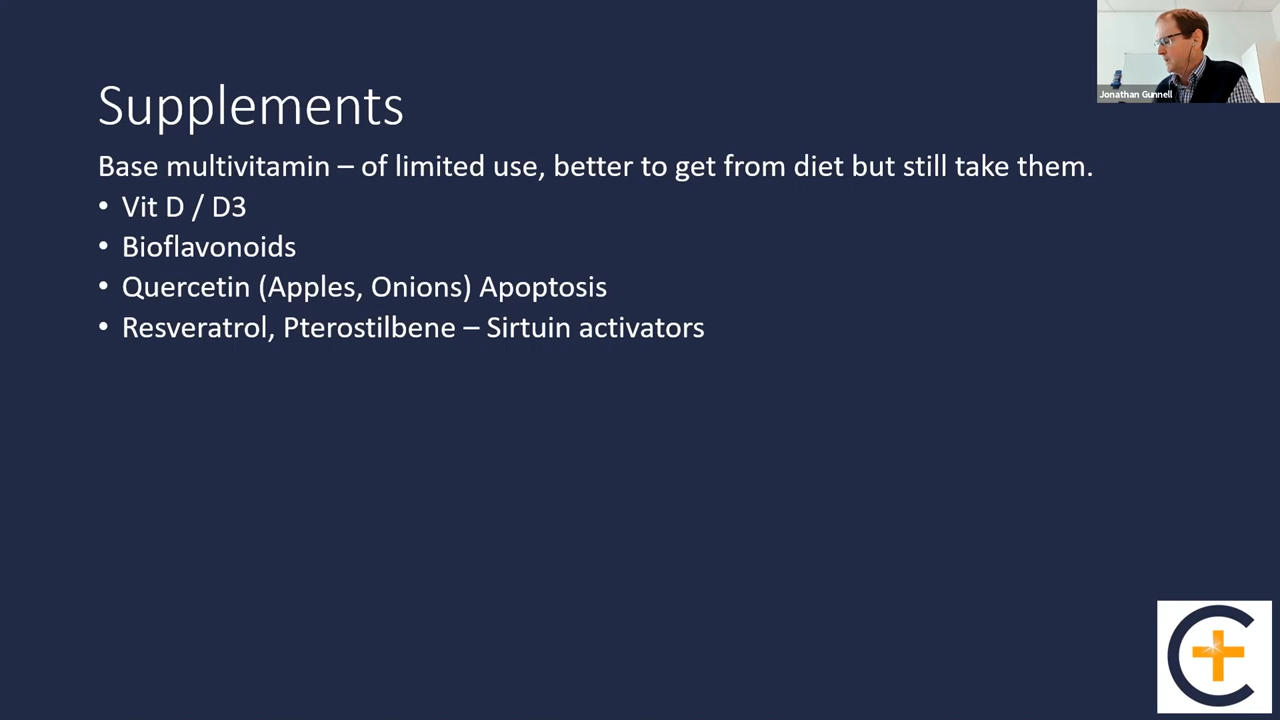 Supplements
Base multivitamin – of limited use, better to get from diet but still take them.
• Vit D / D3
• Bioflavonoids
• Quercetin (Apples, Onions) Apoptosis
• Resveratrol, Pterostilbene – Sirtuin activators
Jonathan Gunnell